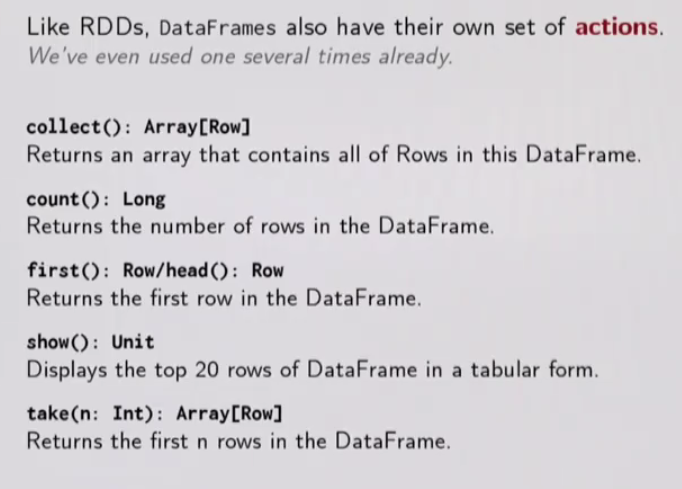 Like RDDs, DataFrames also have their own set of actions.
We've even used one several times already.
collect(): Array[Row]
Returns an array that contains all of Rows in this DataFrame.
count(): Long
Returns the number of rows in the DataFrame.
first(): Row/head(): Row
Returns the first row in the DataFrame.
show(): Unit
Displays the top 20 rows of DataFrame in a tabular form.
take(n: Int): Array[Row]
Returns the first n rows in the DataFrame.